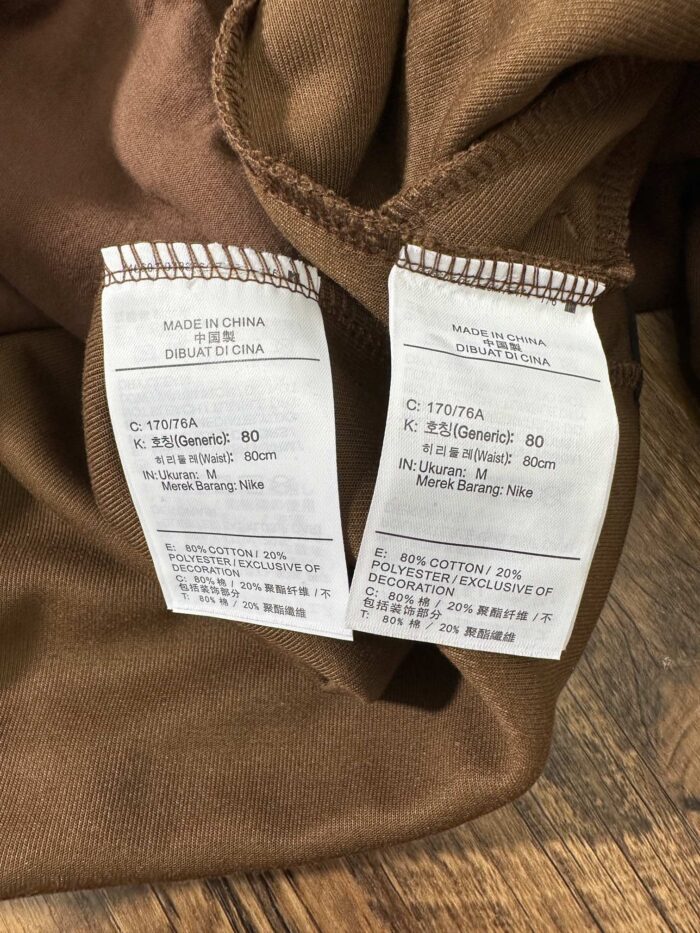 MADE IN CHINA
中国製
DIBUAT DI CINA
C: 170/76A
K: 호칭(Generic): 80
히리둘레(Waist): 80cm
IN: Ukuran: M
Merek Barang: Nike
E: 80% COTTON / 20%
POLYESTER / EXCLUSIVE OF
DECORATION
C: 80% 棉 / 20% 聚酯纤维 / 不
包括装饰部分
T: 80% 棉 / 20% 聚酯纖維
MADE IN CHINA
中国製
DIBUAT DI CINA
C: 170/76A
K: 호칭(Generic): 80
히리둘레(Waist): 80cm
IN: Ukuran: M
Merek Barang: Nike
E: 80% COTTON / 20%
POLYESTER / EXCLUSIVE OF
DECORATION
C: 80% 棉 / 20% 聚酯纤维 / 不
包括装饰部分
T: 80% 棉 / 20% 聚酯纖維